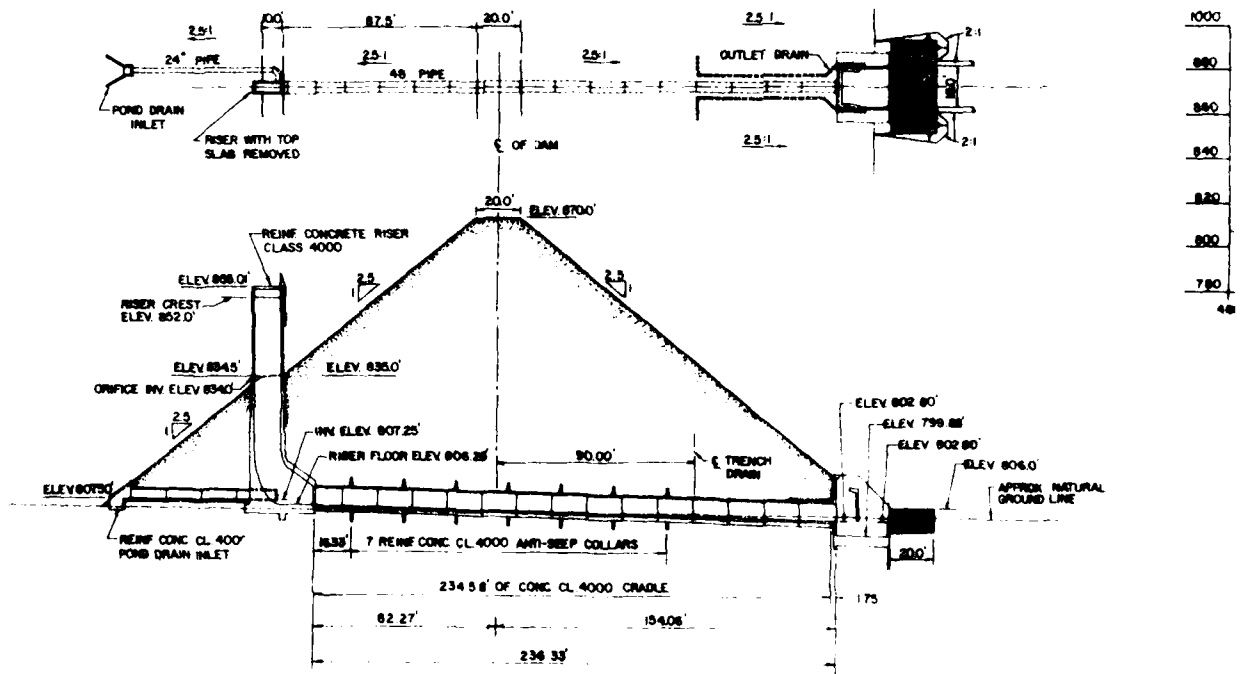 10.0'
87.5'
20.0'
2.5:1
2.5:1
24" PIPE
2.5:1
48 PIPE
2.5:1
OUTLET DRAIN
2:1
POND DRAIN
INLET
RISER WITH TOP
SLAB REMOVED
℄ OF DAM
2.5:1
2:1
1000
880
860
840
820
800
780
20.0'
ELEV. 870.0'
REINF CONCRETE RISER
CLASS 4000
RISER CREST
ELEV. 852.0'
2.5
1
2.5
1
ELEV. 834.5'
ELEV. 835.0'
ORIFICE INV. ELEV 834.0'
2.5
1
INV. ELEV. 807.25'
RISER FLOOR ELEV. 806.25'
90.00'
℄ TRENCH
DRAIN
ELEV. 802.80'
ELEV. 799.88'
ELEV. 802.80'
ELEV 806.0'
APPROX NATURAL
GROUND LINE
REINF CONC CL. 400
POND DRAIN INLET
7 REINF. CONC CL. 4000 ANTI-SEEP COLLARS
20.0'
234.58' OF CONC CL 4000 CRADLE
1.75
82.27'
154.06'
236.33'